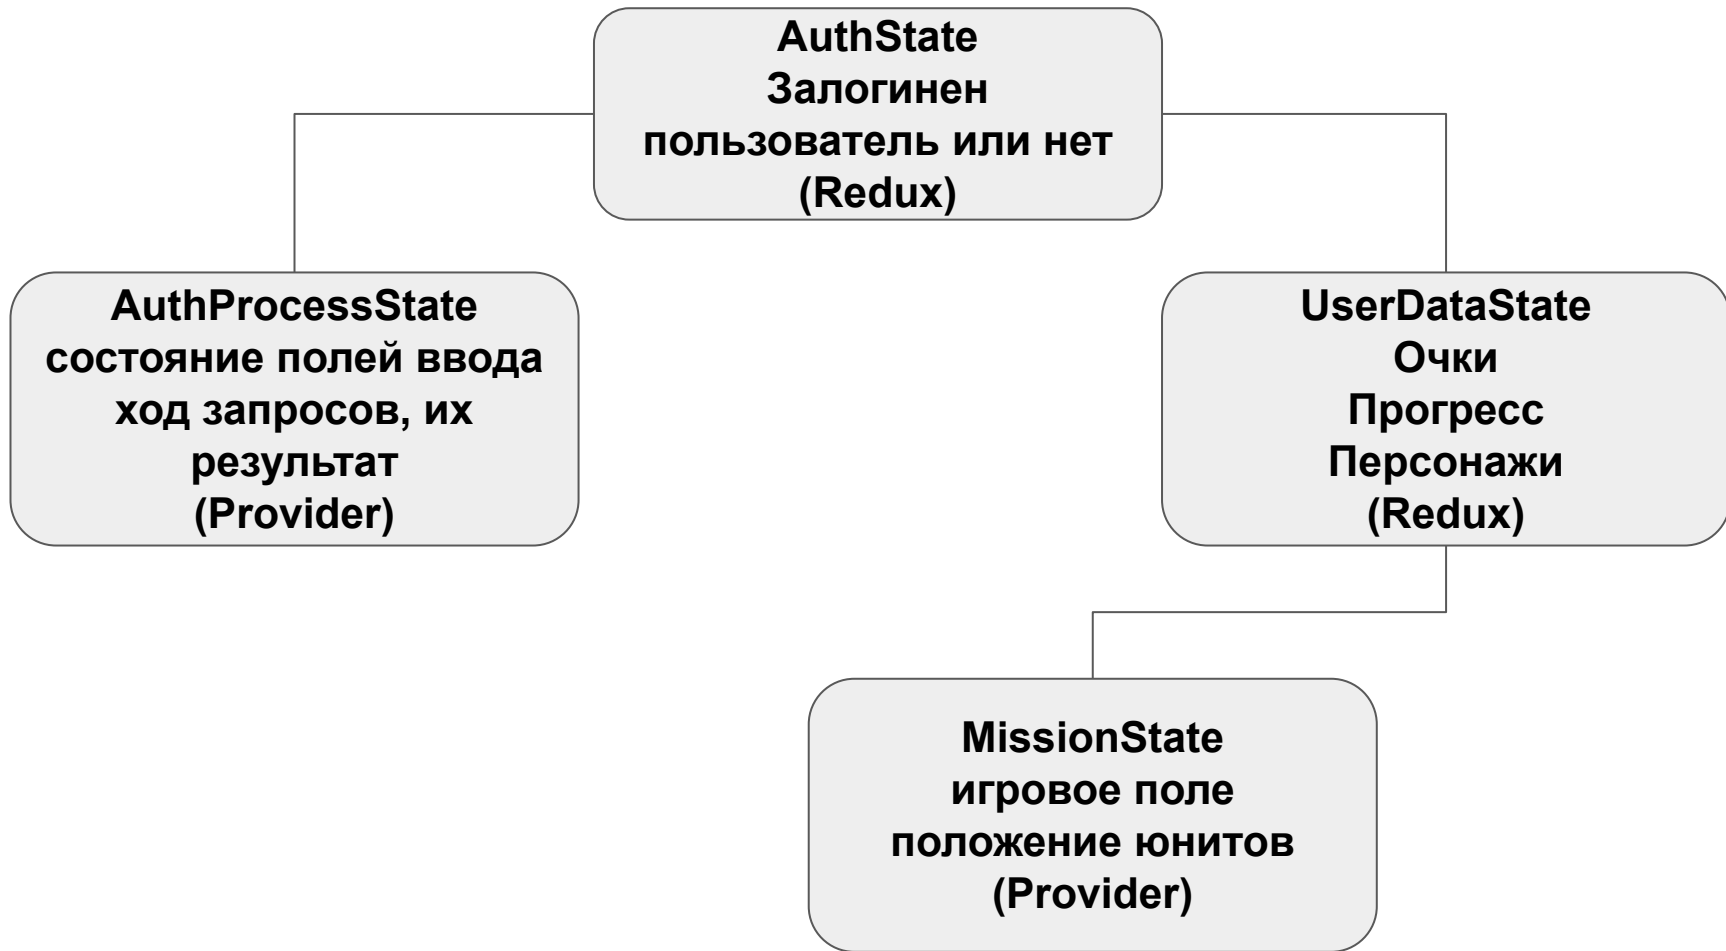 AuthState
Залогинен
пользователь или нет
(Redux)
AuthProcessState
состояние полей ввода
ход запросов, их
результат
(Provider)
UserDataState
Очки
Прогресс
Персонажи
(Redux)
MissionState
игровое поле
положение юнитов
(Provider)